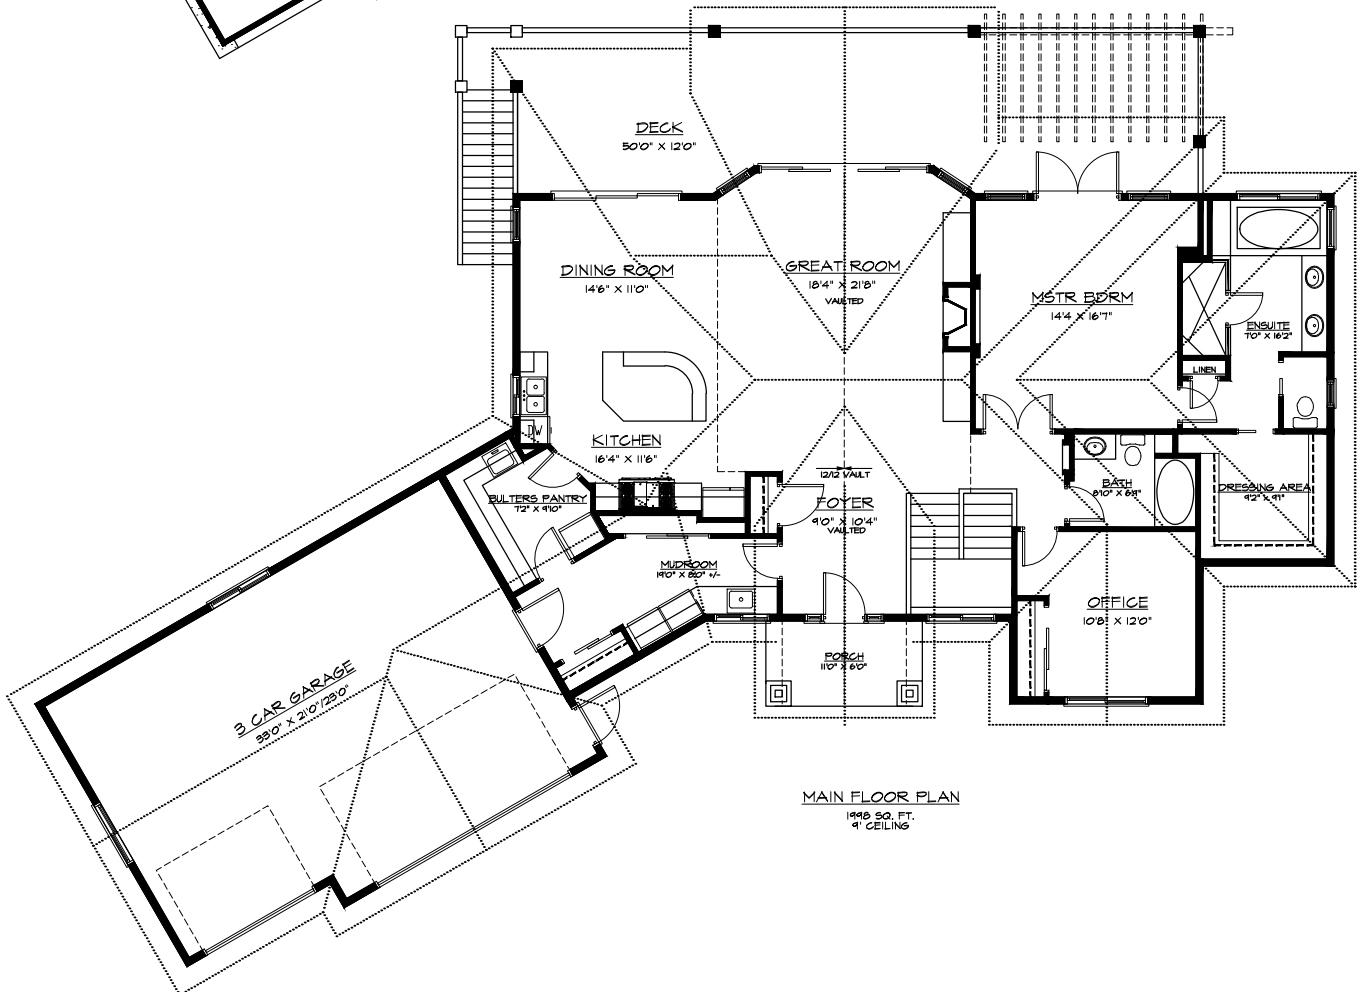 DECK
50'0" X 12'0"
DINING ROOM
14'6" X 11'0"
GREAT ROOM
18'4" X 21'8"
VAULTED
MSTR BDRM
14'4 X 16'7"
ENSUITE
7'0" X 16'2"
LINEN
DW
KITCHEN
16'4" X 11'6"
BULTERS PANTRY
7'2" X 9'10"
12/12 VAULT
FOYER
9'0" X 10'4"
VAULTED
BATH
8'10" X 6'9"
DRESSING AREA
9'2" X 9'1"
MUDROOM
19'0" X 8'0" +/-
OFFICE
10'8" X 12'0"
PORCH
11'0" X 6'0"
3 CAR GARAGE
33'0" X 21'0"/23'0"
MAIN FLOOR PLAN
1998 SQ. FT.
9' CEILING